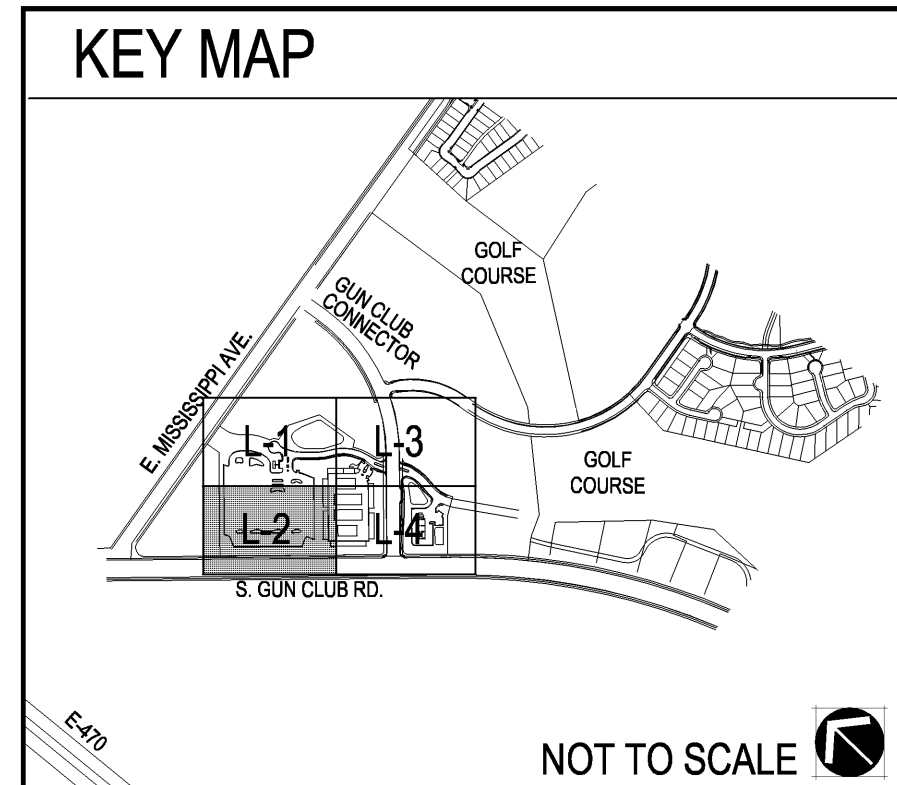 KEY MAP
GOLF
COURSE
GUN CLUB
CONNECTOR
E. MISSISSIPPI AVE.
L-1
L-3
GOLF
COURSE
L-2
L-4
S. GUN CLUB RD.
E-470
NOT TO SCALE